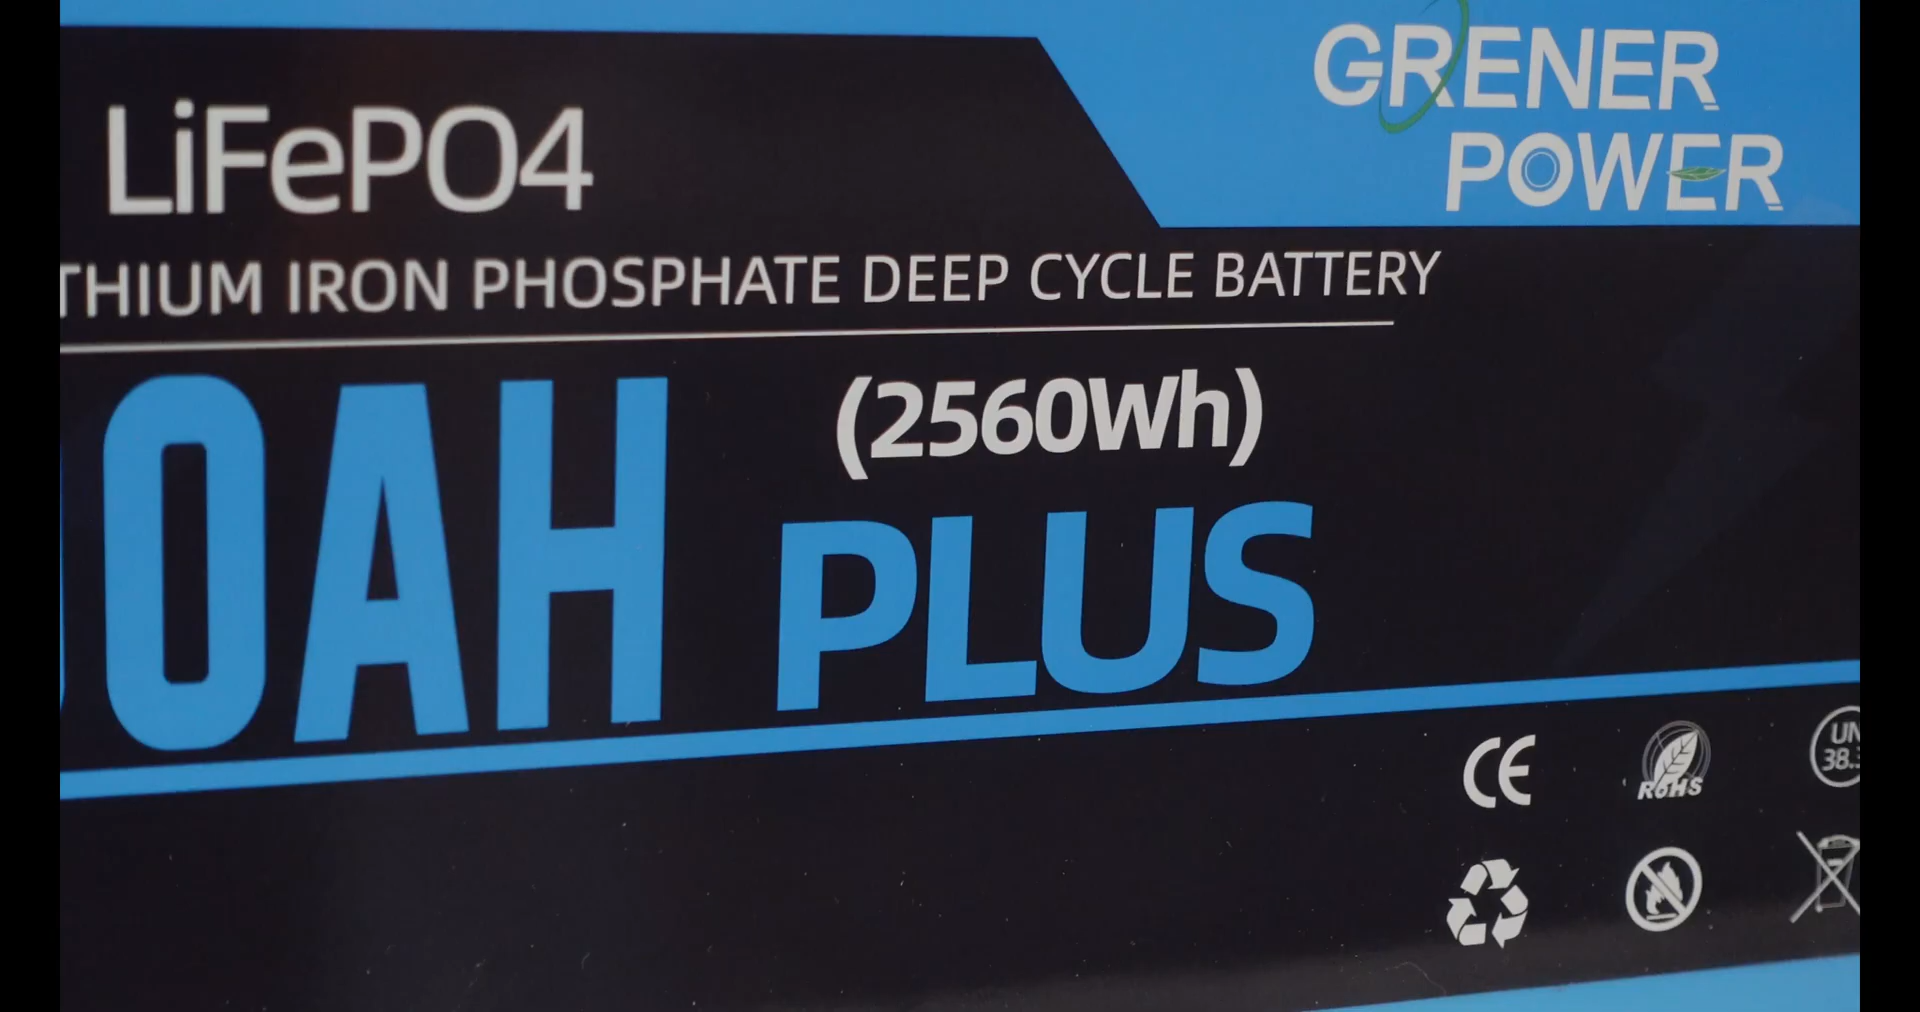 GRENER
POWER
LiFePO4
THIUM IRON PHOSPHATE DEEP CYCLE BATTERY
(2560Wh)
0AH PLUS
CE
RoHS
UN
38.3